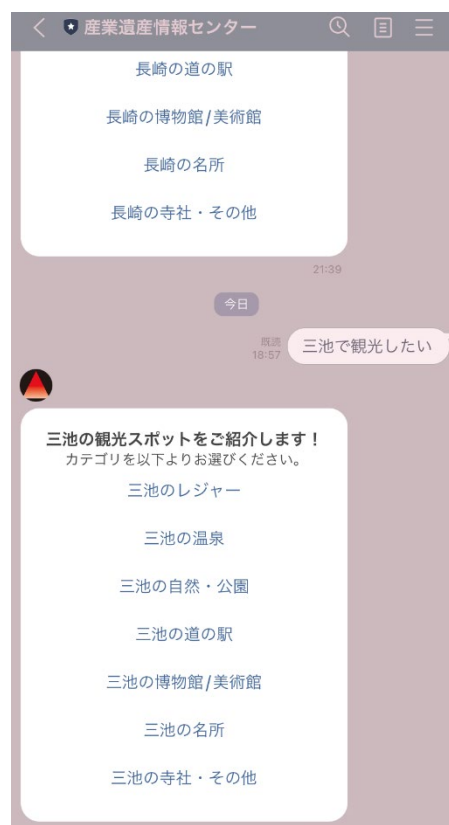 産業遺産情報センター
長崎の道の駅
長崎の博物館/美術館
長崎の名所
長崎の寺社・その他
21:39
今日
既読
18:57
三池で観光したい
三池の観光スポットをご紹介します！
カテゴリを以下よりお選びください。
三池のレジャー
三池の温泉
三池の自然・公園
三池の道の駅
三池の博物館/美術館
三池の名所
三池の寺社・その他